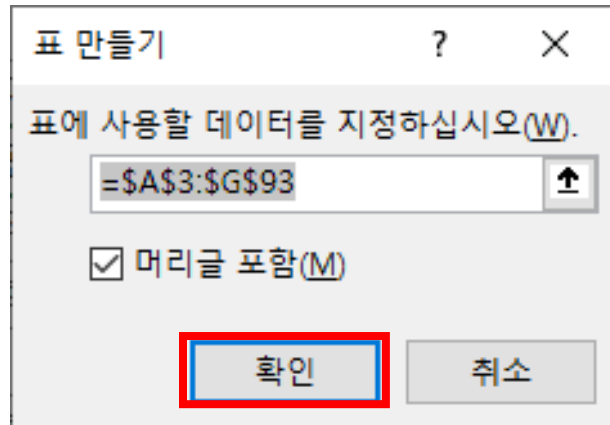 표 만들기 ?
표에 사용할 데이터를 지정하십시오(W).
=$A$3:$G$93
머리글 포함(M)
확인 취소